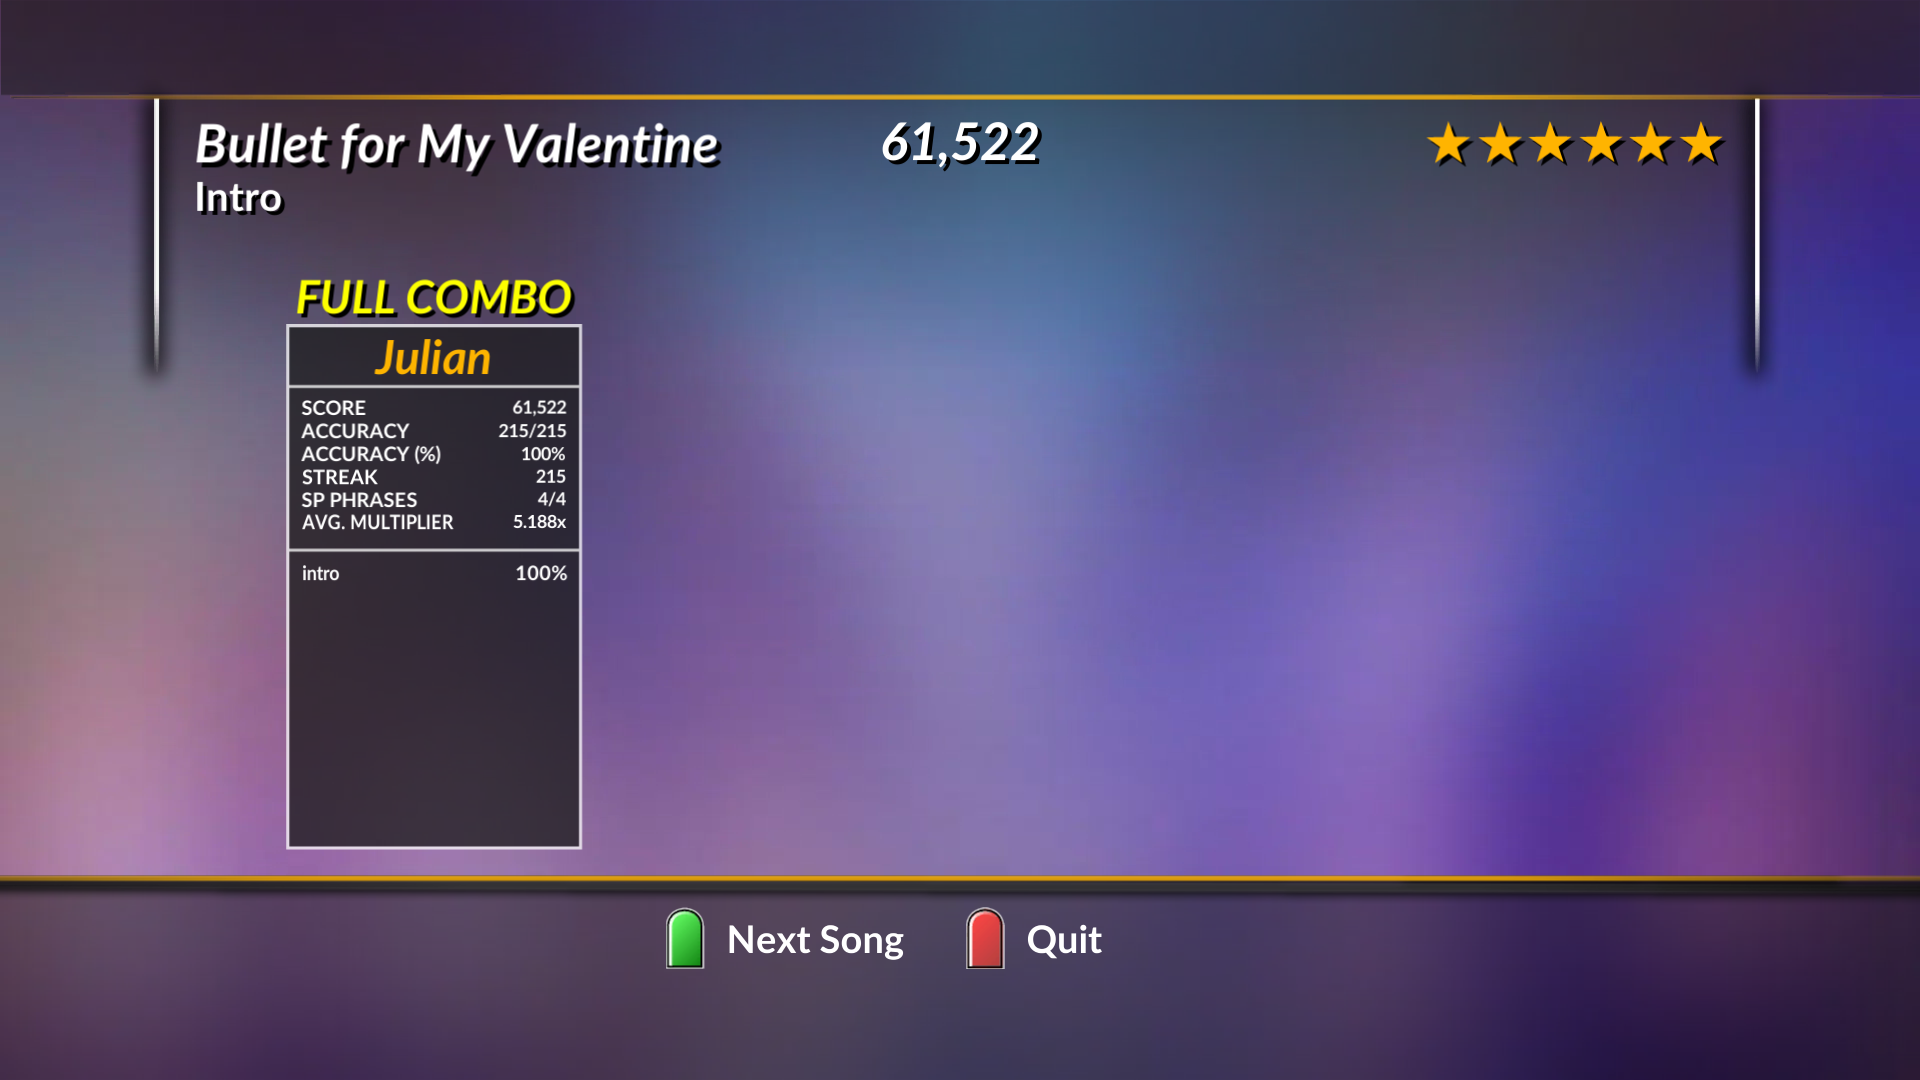 Bullet for My Valentine 61,522
Intro
FULL COMBO
Julian
SCORE 61,522
ACCURACY 215/215
ACCURACY (%) 100%
STREAK 215
SP PHRASES 4/4
AVG. MULTIPLIER 5.188x
intro 100%
Next Song Quit